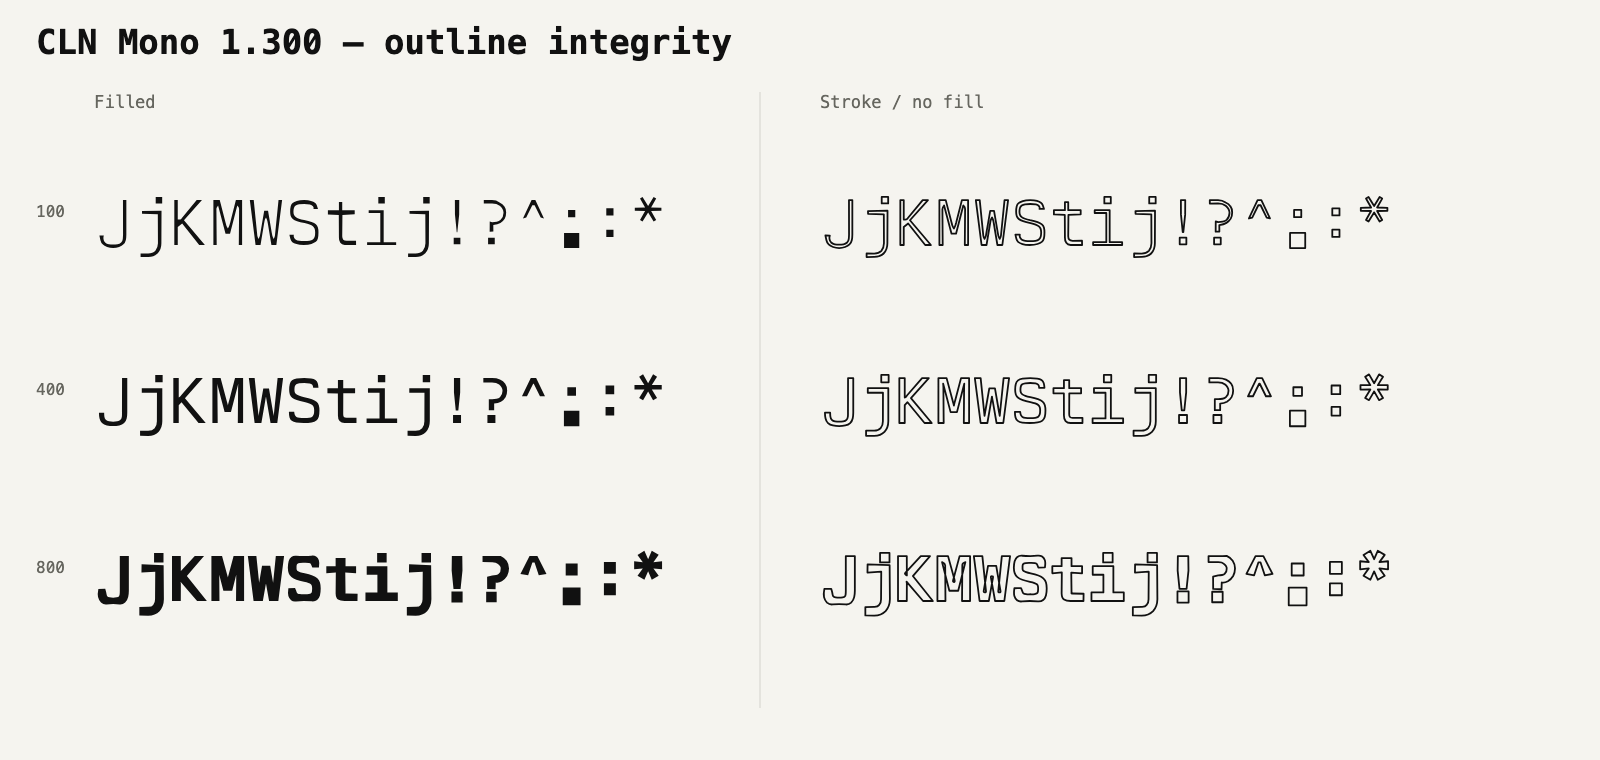 CLN Mono 1.300 — outline integrity
Filled
Stroke / no fill
100
JjKMWStij!?^:
:*
JjKMWStij!?^:
:*
400
JjKMWStij!?^:
:*
JjKMWStij!?^:
:*
800
JjKMWStij!?^:
:*
JjKMWStij!?^:
:*